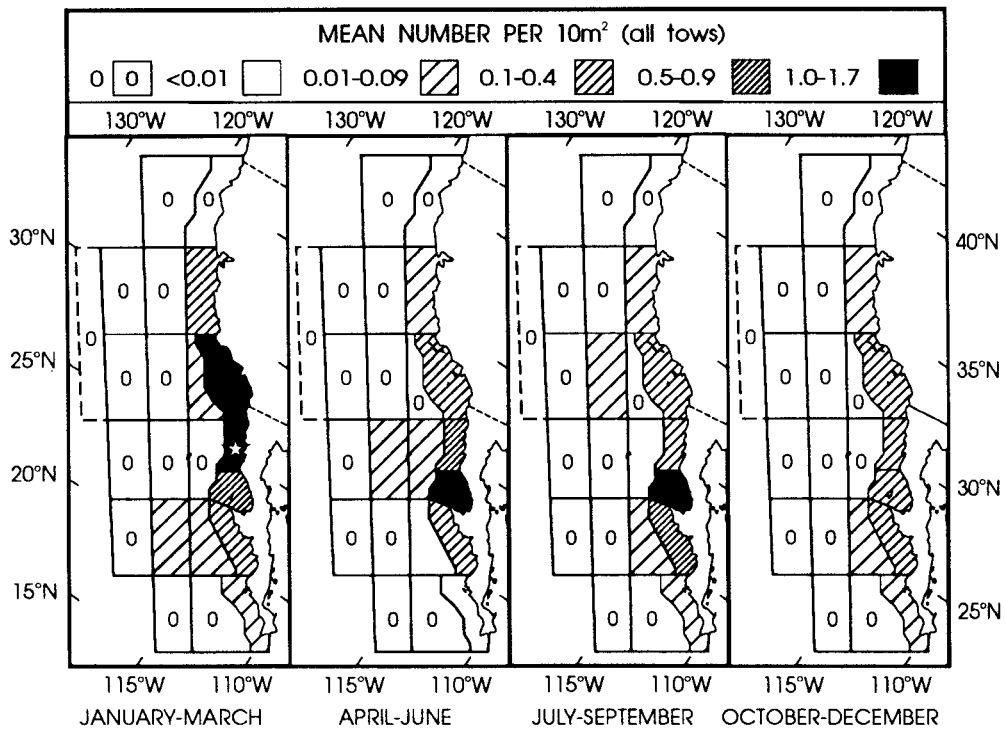 MEAN NUMBER PER 10m² (all tows)
0 0 <0.01 0.01-0.09 0.1-0.4 0.5-0.9 1.0-1.7
130°W 120°W 130°W 120°W 130°W 120°W 130°W 120°W
0 0 0 0 0 0 0 0
30°N 40°N
0 0 0 0 0 0 0 0
0 0 0 0
25°N 35°N
0 0 0 0 0 0 0
0 0 0
0 0 0 0 0 0 0 0 0
20°N 30°N
0 0 0 0 0 0 0
15°N 25°N
0 0 0 0 0 0 0 0
115°W 110°W 115°W 110°W 115°W 110°W 115°W 110°W
JANUARY-MARCH APRIL-JUNE JULY-SEPTEMBER OCTOBER-DECEMBER